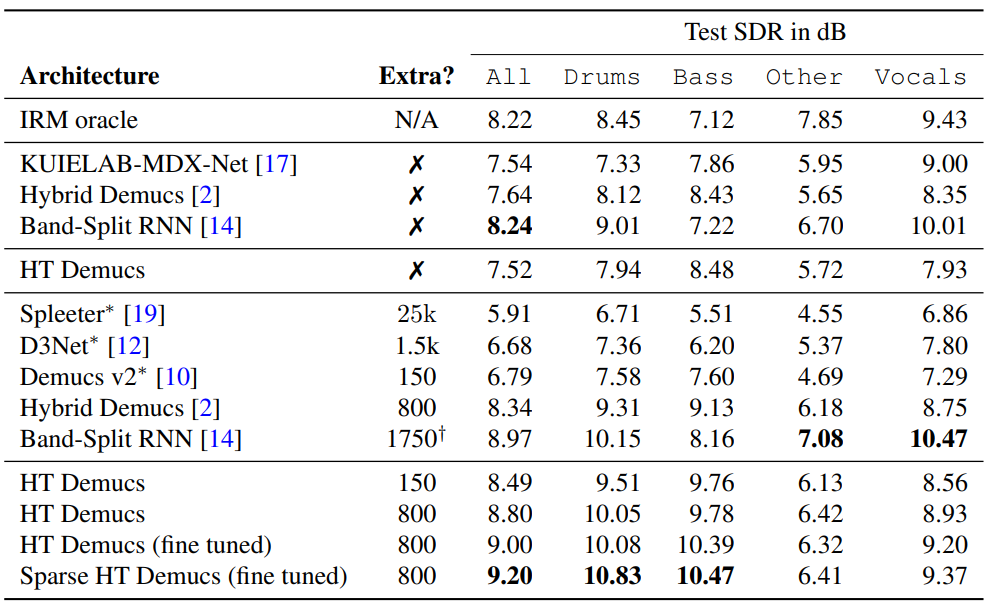 Test SDR in dB
Architecture Extra? All Drums Bass Other Vocals
IRM oracle N/A 8.22 8.45 7.12 7.85 9.43
KUIELAB-MDX-Net [17] ✗ 7.54 7.33 7.86 5.95 9.00
Hybrid Demucs [2] ✗ 7.64 8.12 8.43 5.65 8.35
Band-Split RNN [14] ✗ 8.24 9.01 7.22 6.70 10.01
HT Demucs ✗ 7.52 7.94 8.48 5.72 7.93
Spleeter* [19] 25k 5.91 6.71 5.51 4.55 6.86
D3Net* [12] 1.5k 6.68 7.36 6.20 5.37 7.80
Demucs v2* [10] 150 6.79 7.58 7.60 4.69 7.29
Hybrid Demucs [2] 800 8.34 9.31 9.13 6.18 8.75
Band-Split RNN [14] 1750† 8.97 10.15 8.16 7.08 10.47
HT Demucs 150 8.49 9.51 9.76 6.13 8.56
HT Demucs 800 8.80 10.05 9.78 6.42 8.93
HT Demucs (fine tuned) 800 9.00 10.08 10.39 6.32 9.20
Sparse HT Demucs (fine tuned) 800 9.20 10.83 10.47 6.41 9.37